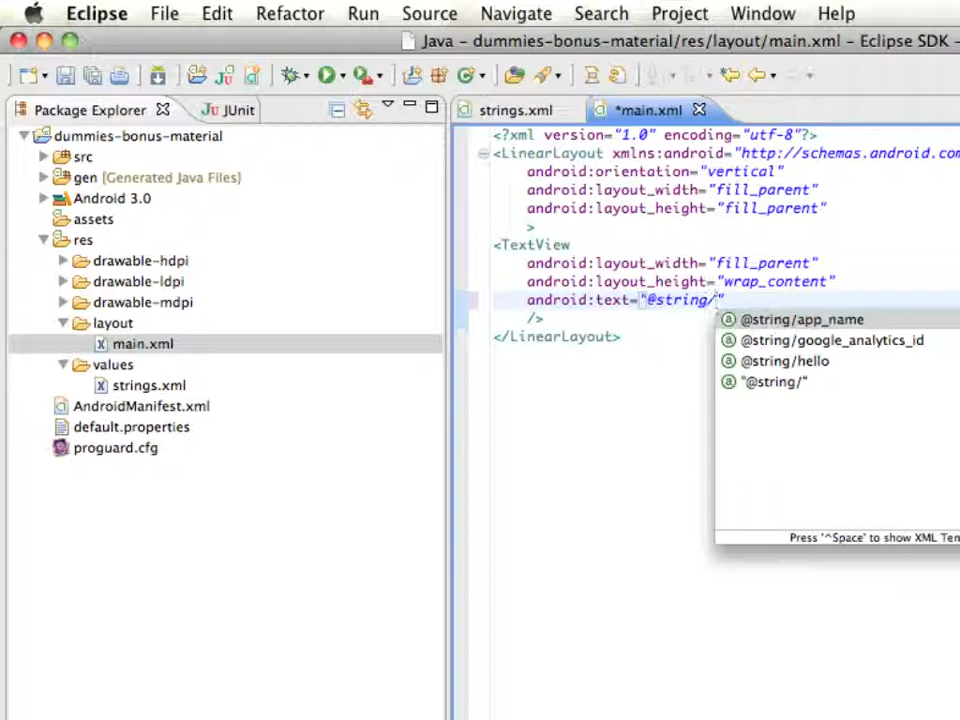 Eclipse File Edit Refactor Run Source Navigate Search Project Window Help
Java – dummies-bonus-material/res/layout/main.xml – Eclipse SDK –
Package Explorer
JUnit
dummies-bonus-material
src
gen [Generated Java Files]
Android 3.0
assets
res
drawable-hdpi
drawable-ldpi
drawable-mdpi
layout
main.xml
values
strings.xml
AndroidManifest.xml
default.properties
proguard.cfg
strings.xml
*main.xml
<?xml version="1.0" encoding="utf-8"?>
<LinearLayout xmlns:android="http://schemas.android.com
android:orientation="vertical"
android:layout_width="fill_parent"
android:layout_height="fill_parent"
>
<TextView
android:layout_width="fill_parent"
android:layout_height="wrap_content"
android:text="@string/"
/>
</LinearLayout>
@string/app_name
@string/google_analytics_id
@string/hello
"@string/"
Press '^Space' to show XML Tem